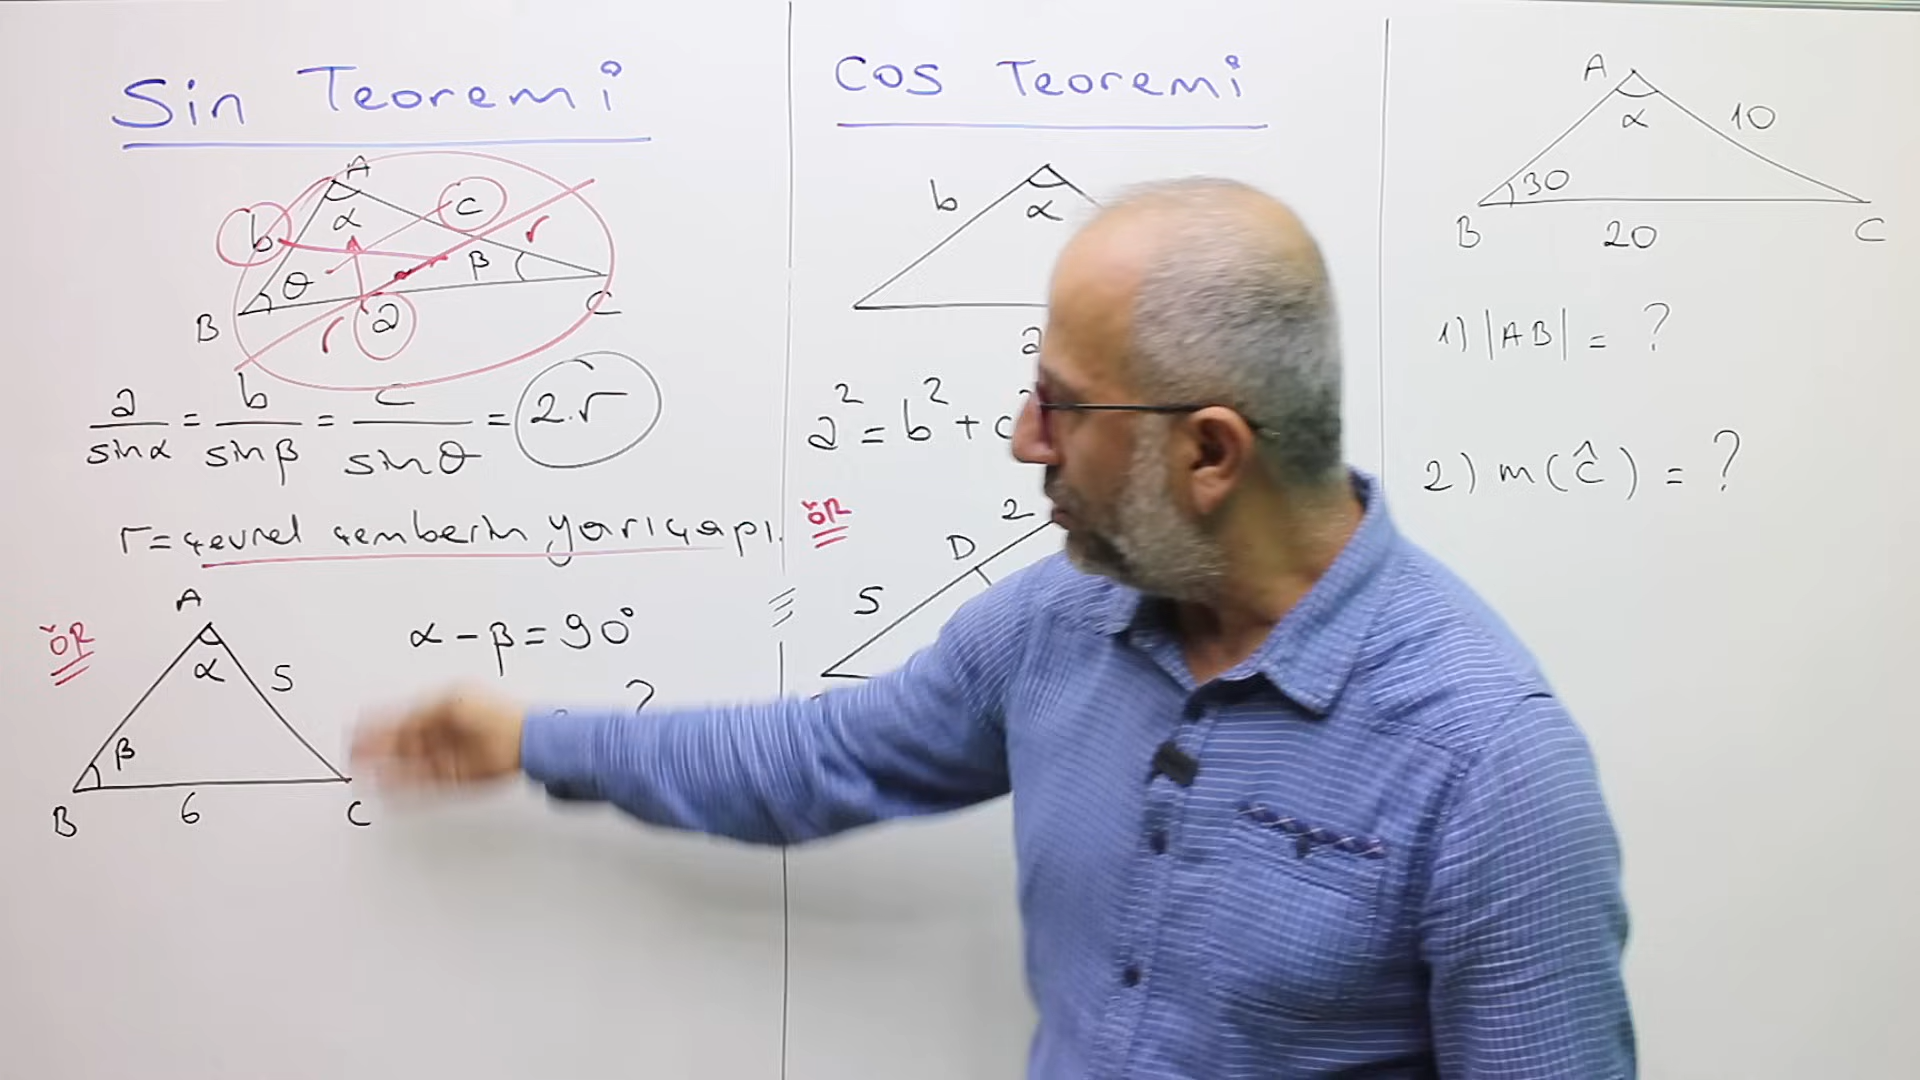 Sin Teoremi
A
b
c
α
r
θ
β
B
r
a
C
a/sinα = b/sinβ = c/sinθ = 2.r
r = çevrel çemberin yarıçapı.
ÖR
A
α
5
β
B
6
C
α - β = 90°
?
Cos Teoremi
b
α
a
a² = b² + c²
ÖR
2
D
5
A
α
10
30
B
20
C
1) |AB| = ?
2) m(Ĉ) = ?